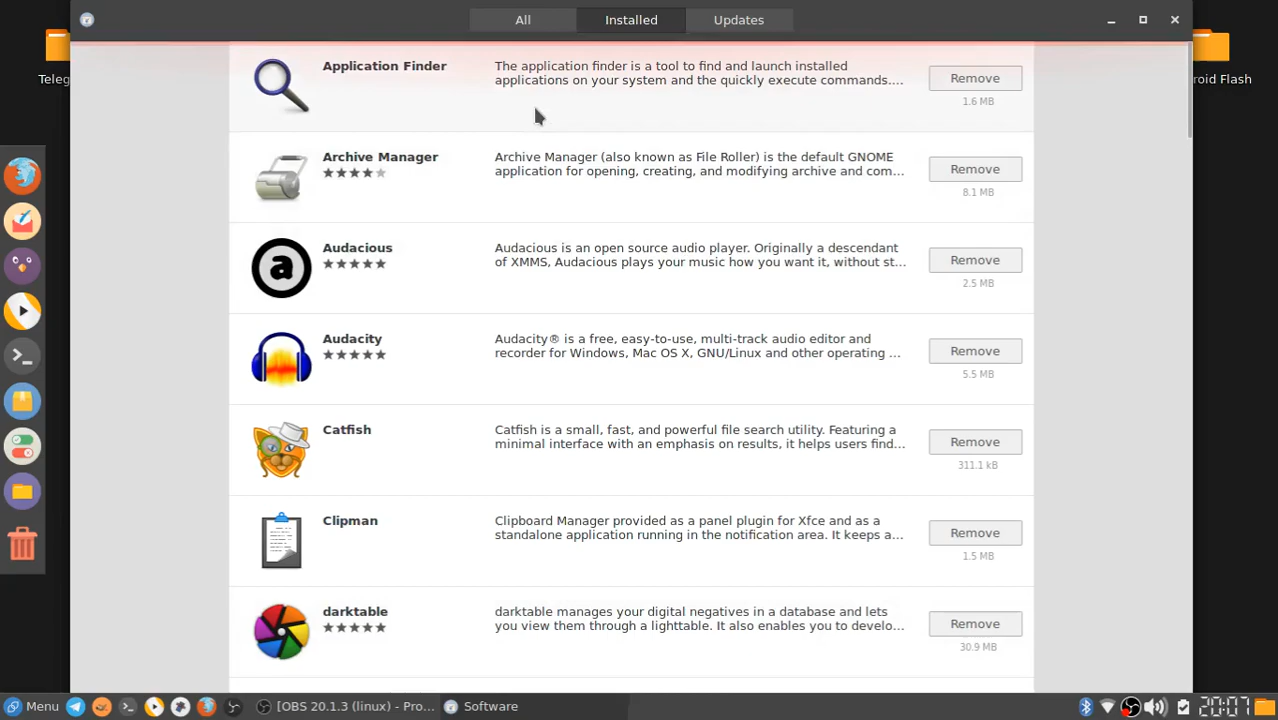 All
Installed
Updates
Teleg
roid Flash
Application Finder
The application finder is a tool to find and launch installed
applications on your system and the quickly execute commands....
Remove
1.6 MB
Archive Manager
Archive Manager (also known as File Roller) is the default GNOME
application for opening, creating, and modifying archive and com...
Remove
8.1 MB
Audacious
Audacious is an open source audio player. Originally a descendant
of XMMS, Audacious plays your music how you want it, without st...
Remove
2.5 MB
Audacity
Audacity® is a free, easy-to-use, multi-track audio editor and
recorder for Windows, Mac OS X, GNU/Linux and other operating ...
Remove
5.5 MB
Catfish
Catfish is a small, fast, and powerful file search utility. Featuring a
minimal interface with an emphasis on results, it helps users find...
Remove
311.1 kB
Clipman
Clipboard Manager provided as a panel plugin for Xfce and as a
standalone application running in the notification area. It keeps a...
Remove
1.5 MB
darktable
darktable manages your digital negatives in a database and lets
you view them through a lighttable. It also enables you to develo...
Remove
30.9 MB
Menu
[OBS 20.1.3 (linux) - Pro...
Software
20:07